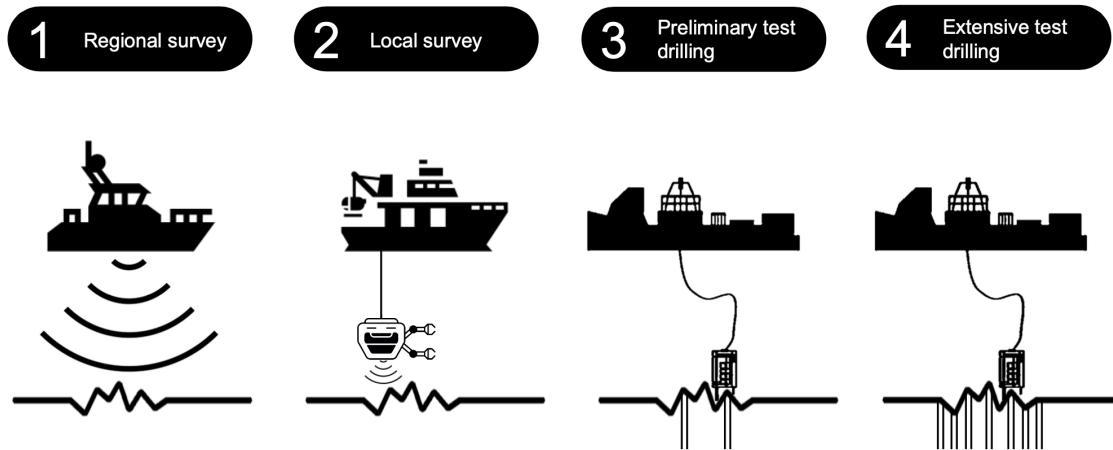 1 Regional survey
2 Local survey
3 Preliminary test
drilling
4 Extensive test
drilling